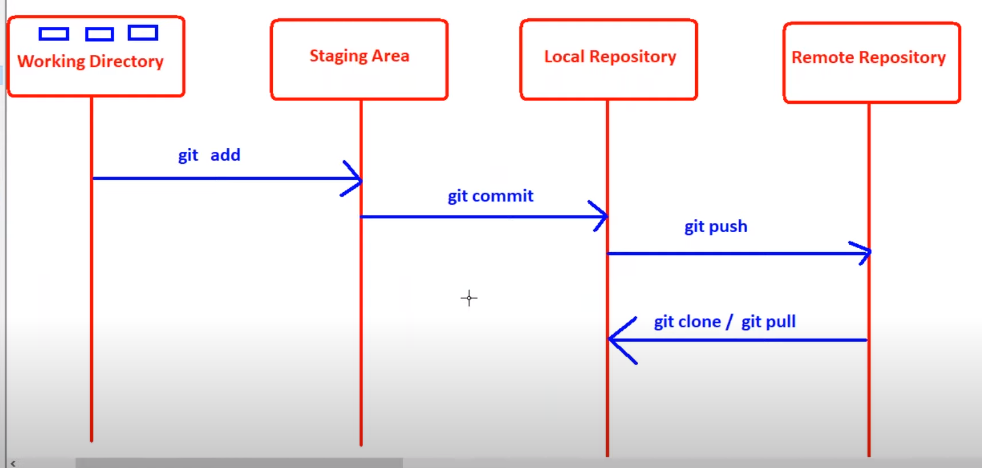 Working Directory
Staging Area
Local Repository
Remote Repository
git add
git commit
git push
git clone / git pull